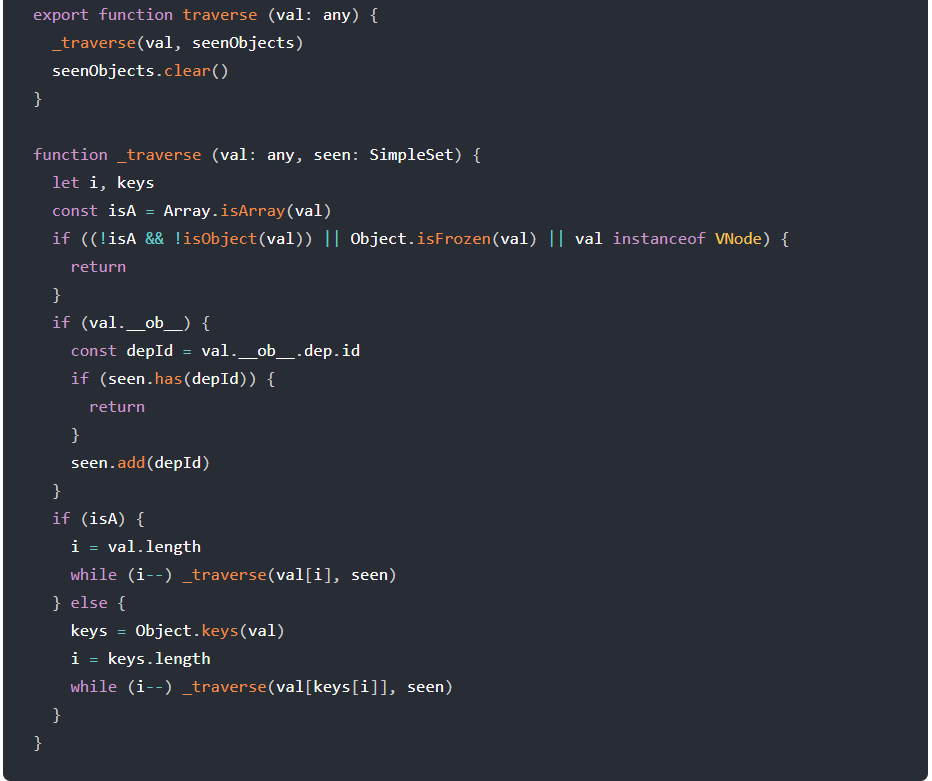 export function traverse (val: any) {
  _traverse(val, seenObjects)
  seenObjects.clear()
}

function _traverse (val: any, seen: SimpleSet) {
  let i, keys
  const isA = Array.isArray(val)
  if ((!isA && !isObject(val)) || Object.isFrozen(val) || val instanceof VNode) {
    return
  }
  if (val.__ob__) {
    const depId = val.__ob__.dep.id
    if (seen.has(depId)) {
      return
    }
    seen.add(depId)
  }
  if (isA) {
    i = val.length
    while (i--) _traverse(val[i], seen)
  } else {
    keys = Object.keys(val)
    i = keys.length
    while (i--) _traverse(val[keys[i]], seen)
  }
}